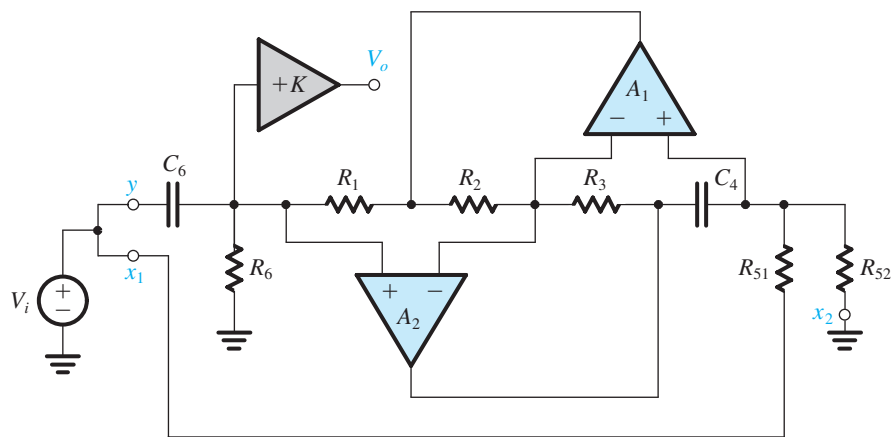 +K
V_o
A_1
− +
C_6
R_1
R_2
R_3
C_4
y
x_1
R_6
+ −
A_2
R_51
R_52
V_i
+
−
x_2